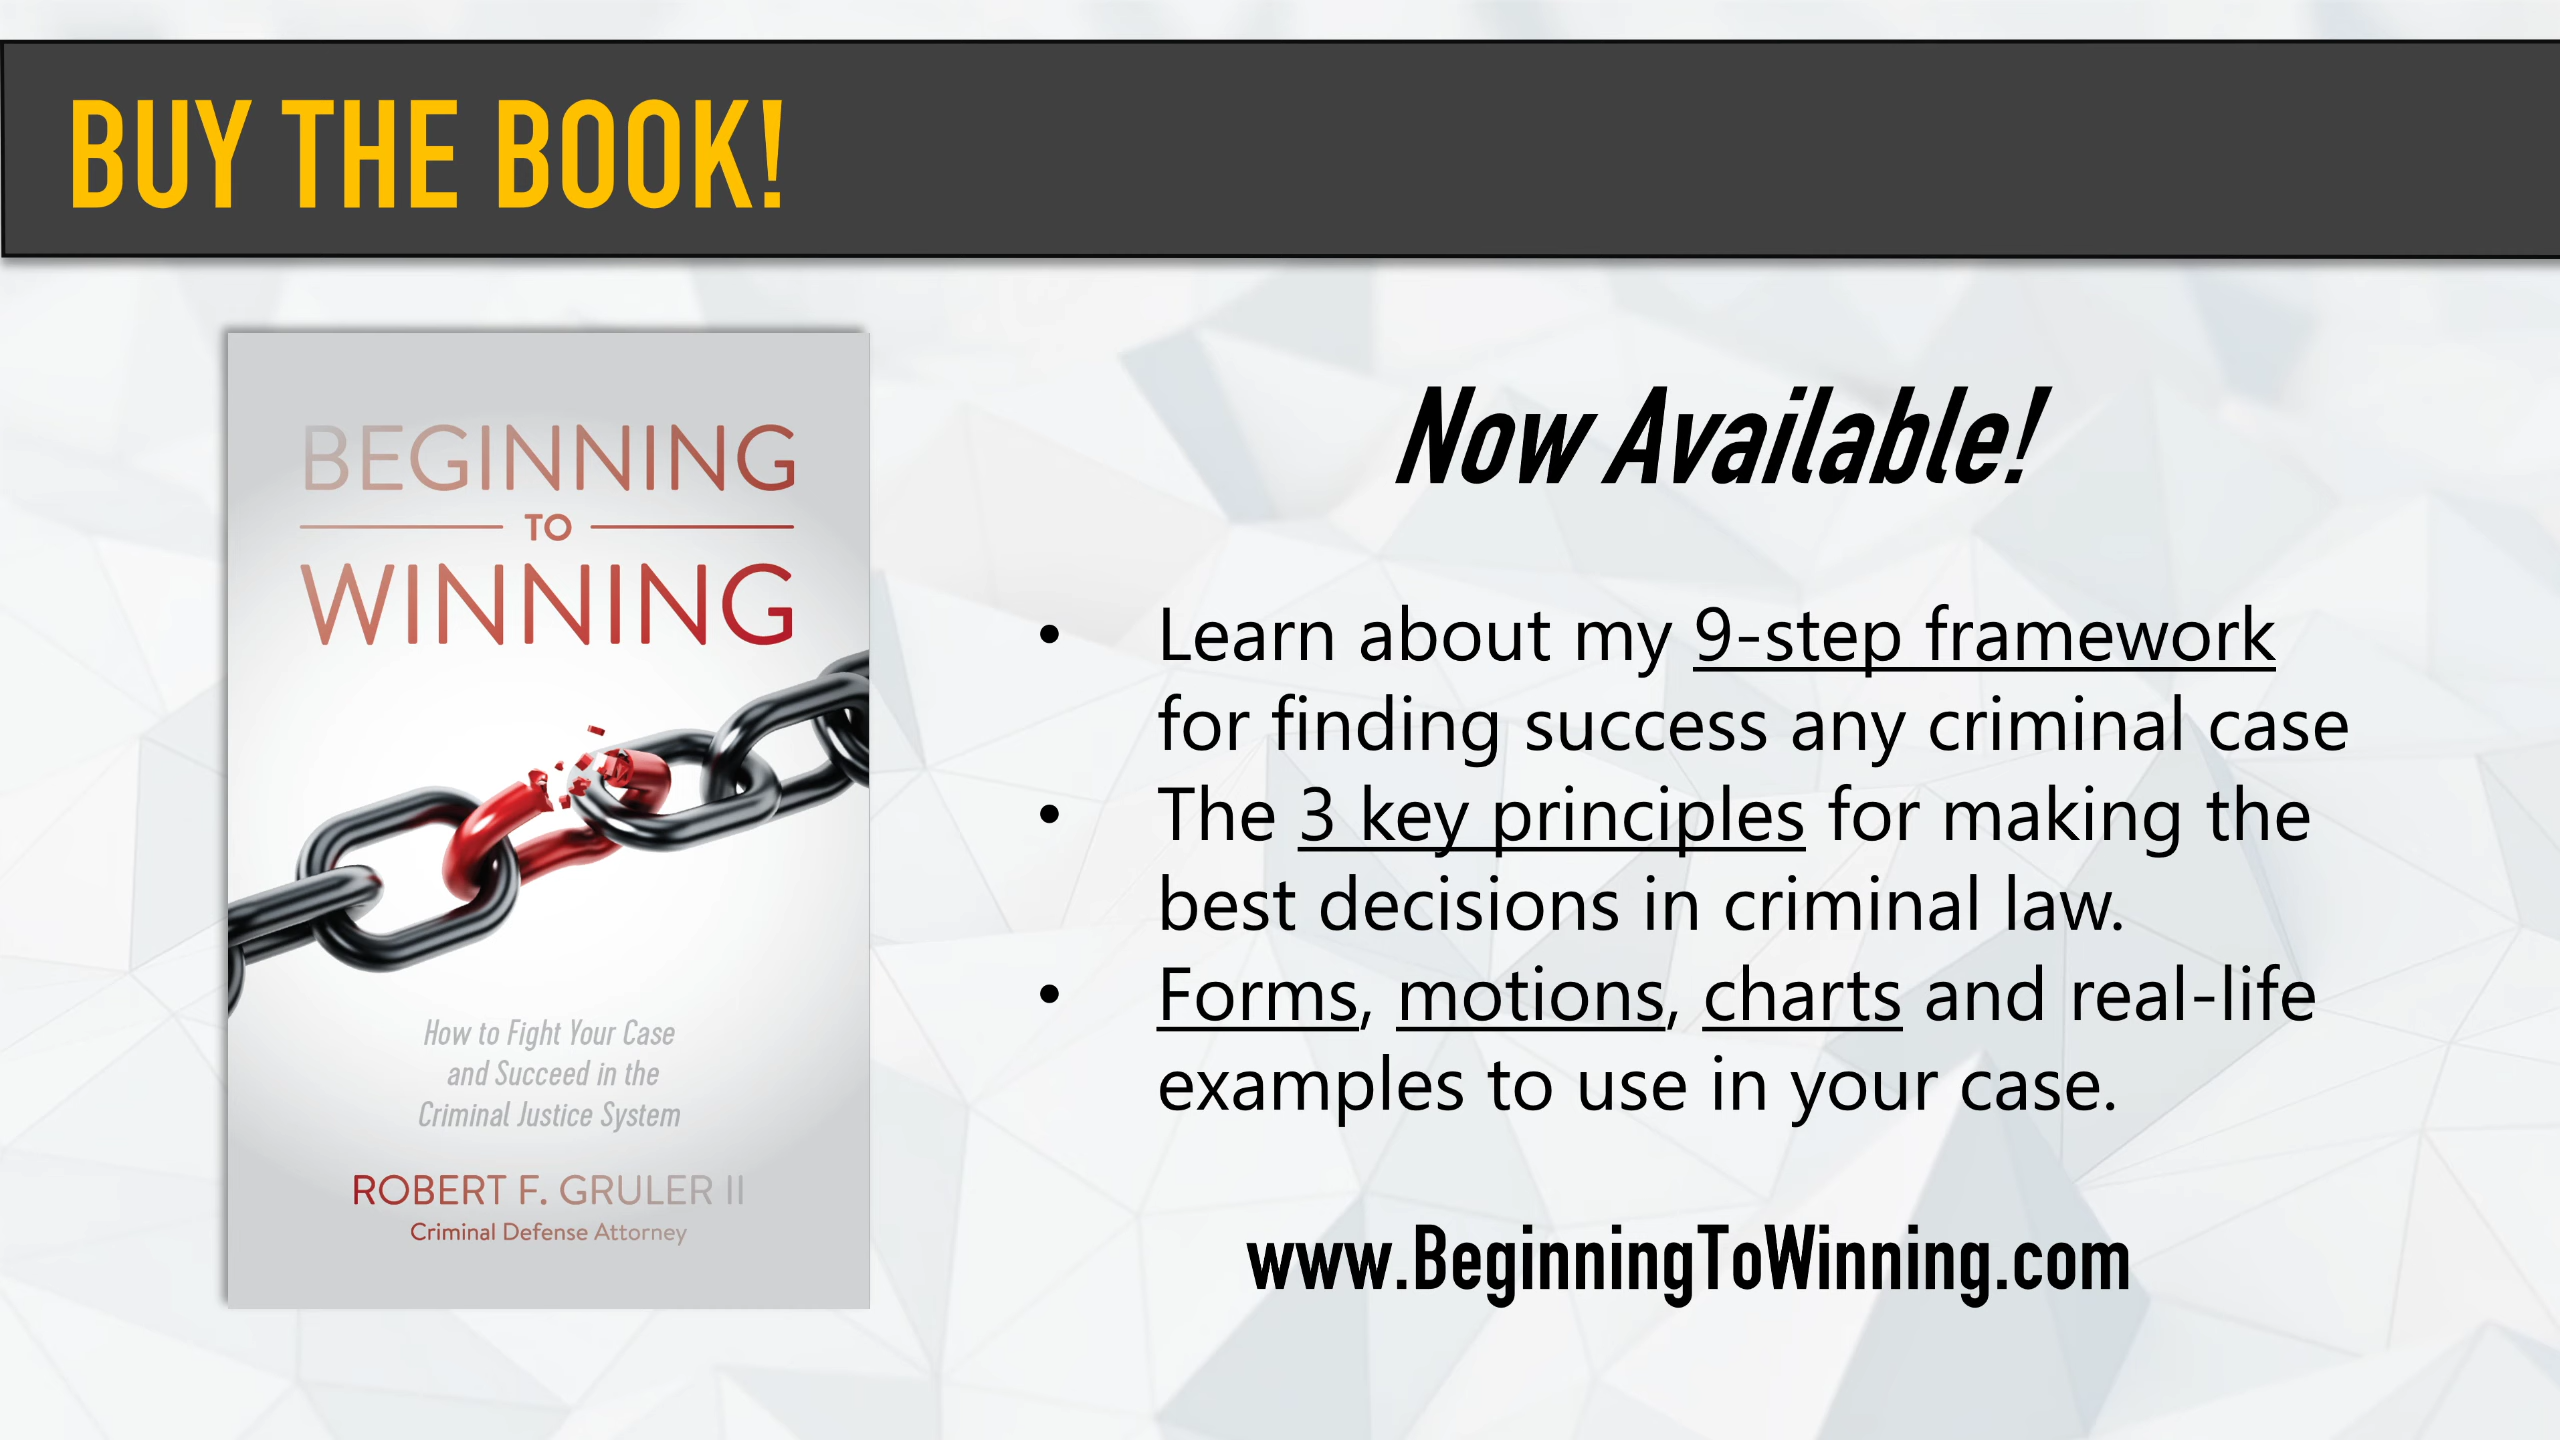 BUY THE BOOK!
BEGINNING
TO
WINNING
How to Fight Your Case
and Succeed in the
Criminal Justice System
ROBERT F. GRULER II
Criminal Defense Attorney
Now Available!
• Learn about my 9-step framework
for finding success any criminal case
• The 3 key principles for making the
best decisions in criminal law.
• Forms, motions, charts and real-life
examples to use in your case.
www.BeginningToWinning.com